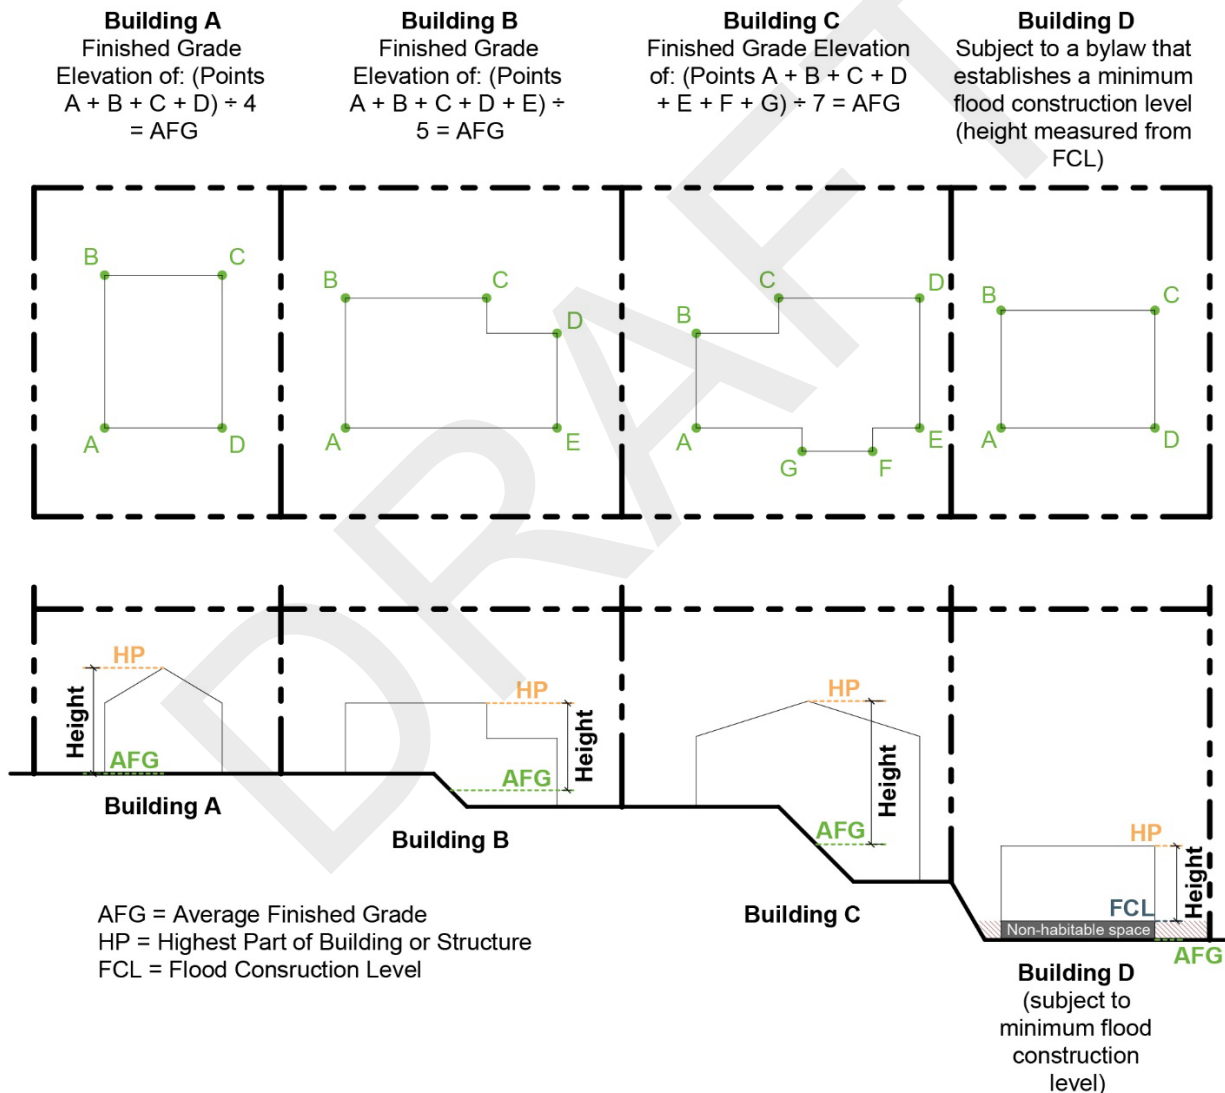 Building A
Finished Grade
Elevation of: (Points
A + B + C + D) ÷ 4
= AFG
Building B
Finished Grade
Elevation of: (Points
A + B + C + D + E) ÷
5 = AFG
Building C
Finished Grade Elevation
of: (Points A + B + C + D
+ E + F + G) ÷ 7 = AFG
Building D
Subject to a bylaw that
establishes a minimum
flood construction level
(height measured from
FCL)
B
C
A
D
B
C
D
A
E
C
D
B
A
E
G
F
B
C
A
D
DRAFT
HP
Height
AFG
Building A
HP
Height
AFG
Building B
HP
Height
AFG
Building C
HP
Height
FCL
Non-habitable space
AFG
Building D
(subject to
minimum flood
construction
level)
AFG = Average Finished Grade
HP = Highest Part of Building or Structure
FCL = Flood Consruction Level